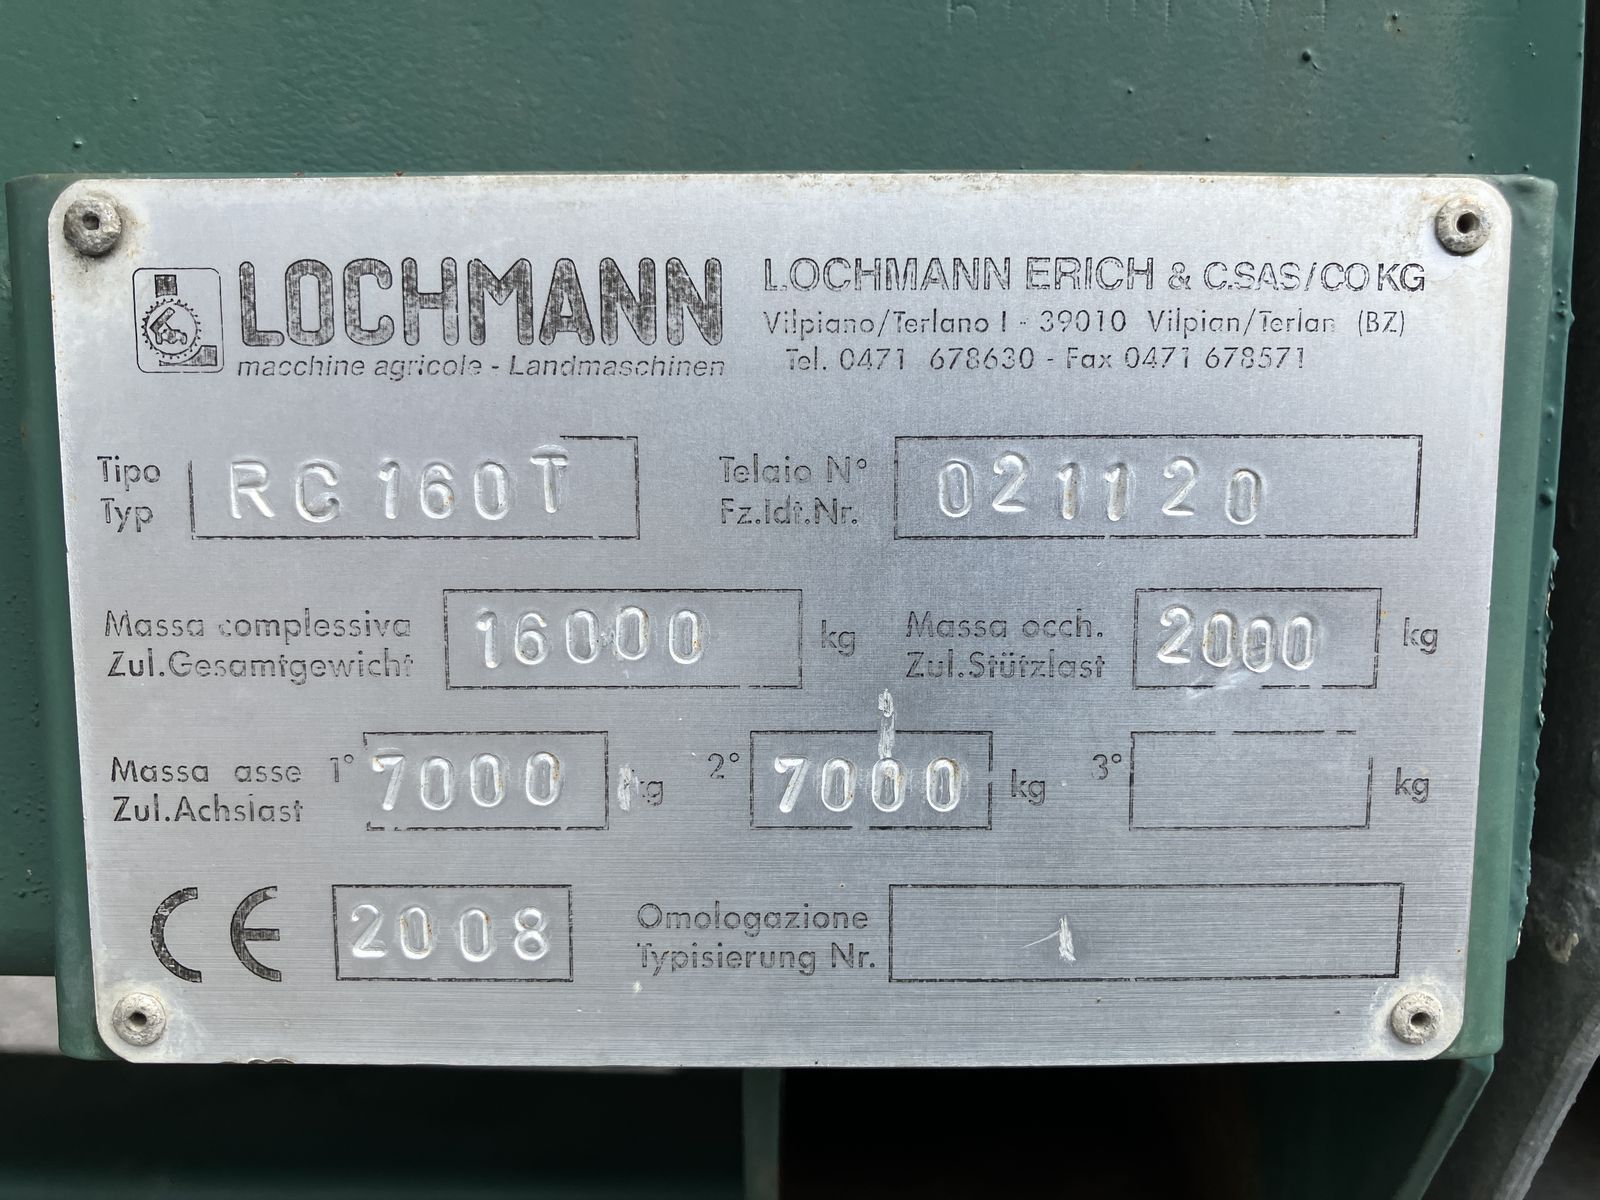 LOCHMANN
macchine agricole - Landmaschinen
LOCHMANN ERICH & C.SAS/CO KG
Vilpiano/Terlano I - 39010 Vilpian/Terlan (BZ)
Tel. 0471 678630 - Fax 0471 678571
Tipo
Typ
RC 160T
Telaio N°
Fz.Idt.Nr.
021120
Massa complessiva
Zul.Gesamtgewicht
16000 kg
Massa occh.
Zul.Stützlast
2000 kg
Massa asse
Zul.Achslast
1° 7000 kg
2° 7000 kg
3° kg
CE 2008
Omologazione
Typisierung Nr.